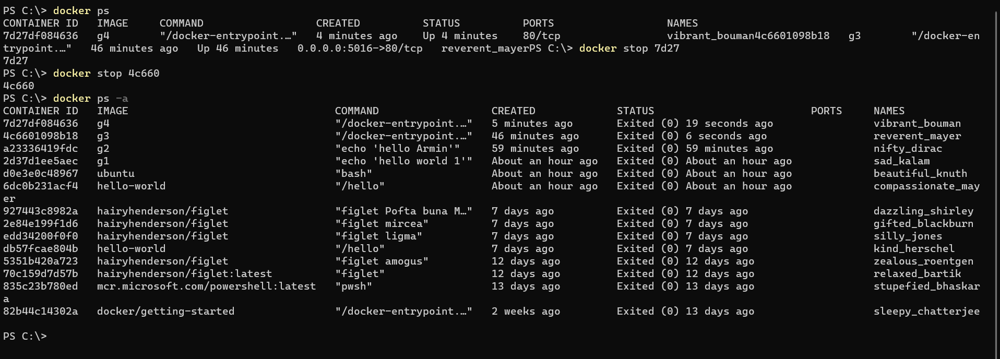 PS C:\> docker ps
CONTAINER ID   IMAGE     COMMAND                  CREATED          STATUS          PORTS                  NAMES
7d27df084636   g4        "/docker-entrypoint.…"   4 minutes ago    Up 4 minutes    80/tcp                 vibrant_bouman4c6601098b18   g3        "/docker-en
trypoint.…"   46 minutes ago   Up 46 minutes   0.0.0.0:5016->80/tcp   reverent_mayerPS C:\> docker stop 7d27
7d27
PS C:\> docker stop 4c660
4c660
PS C:\> docker ps -a
CONTAINER ID   IMAGE                                 COMMAND                  CREATED             STATUS                         PORTS     NAMES
7d27df084636   g4                                    "/docker-entrypoint.…"   5 minutes ago       Exited (0) 19 seconds ago                vibrant_bouman
4c6601098b18   g3                                    "/docker-entrypoint.…"   46 minutes ago      Exited (0) 6 seconds ago                 reverent_mayer
a23336419fdc   g2                                    "echo 'hello Armin'"     59 minutes ago      Exited (0) 59 minutes ago                nifty_dirac
2d37d1ee5aec   g1                                    "echo 'hello world 1'"   About an hour ago   Exited (0) About an hour ago             sad_kalam
d0e3e0c48967   ubuntu                                "bash"                   About an hour ago   Exited (0) About an hour ago             beautiful_knuth
6dc0b231acf4   hello-world                           "/hello"                 About an hour ago   Exited (0) About an hour ago             compassionate_may
er
927443c8982a   hairyhenderson/figlet                 "figlet Pofta buna M…"   7 days ago          Exited (0) 7 days ago                    dazzling_shirley
2e84e199f1d6   hairyhenderson/figlet                 "figlet mircea"          7 days ago          Exited (0) 7 days ago                    gifted_blackburn
edd34200f0f0   hairyhenderson/figlet                 "figlet ligma"           7 days ago          Exited (0) 7 days ago                    silly_jones
db57fcae804b   hello-world                           "/hello"                 7 days ago          Exited (0) 7 days ago                    kind_herschel
5351b420a723   hairyhenderson/figlet                 "figlet amogus"          12 days ago         Exited (0) 12 days ago                   zealous_roentgen
70c159d7d57b   hairyhenderson/figlet:latest          "figlet"                 12 days ago         Exited (0) 12 days ago                   relaxed_bartik
835c23b780ed   mcr.microsoft.com/powershell:latest   "pwsh"                   13 days ago         Exited (0) 13 days ago                   stupefied_bhaskar
a
82b44c14302a   docker/getting-started                "/docker-entrypoint.…"   2 weeks ago         Exited (0) 13 days ago                   sleepy_chatterjee
PS C:\>